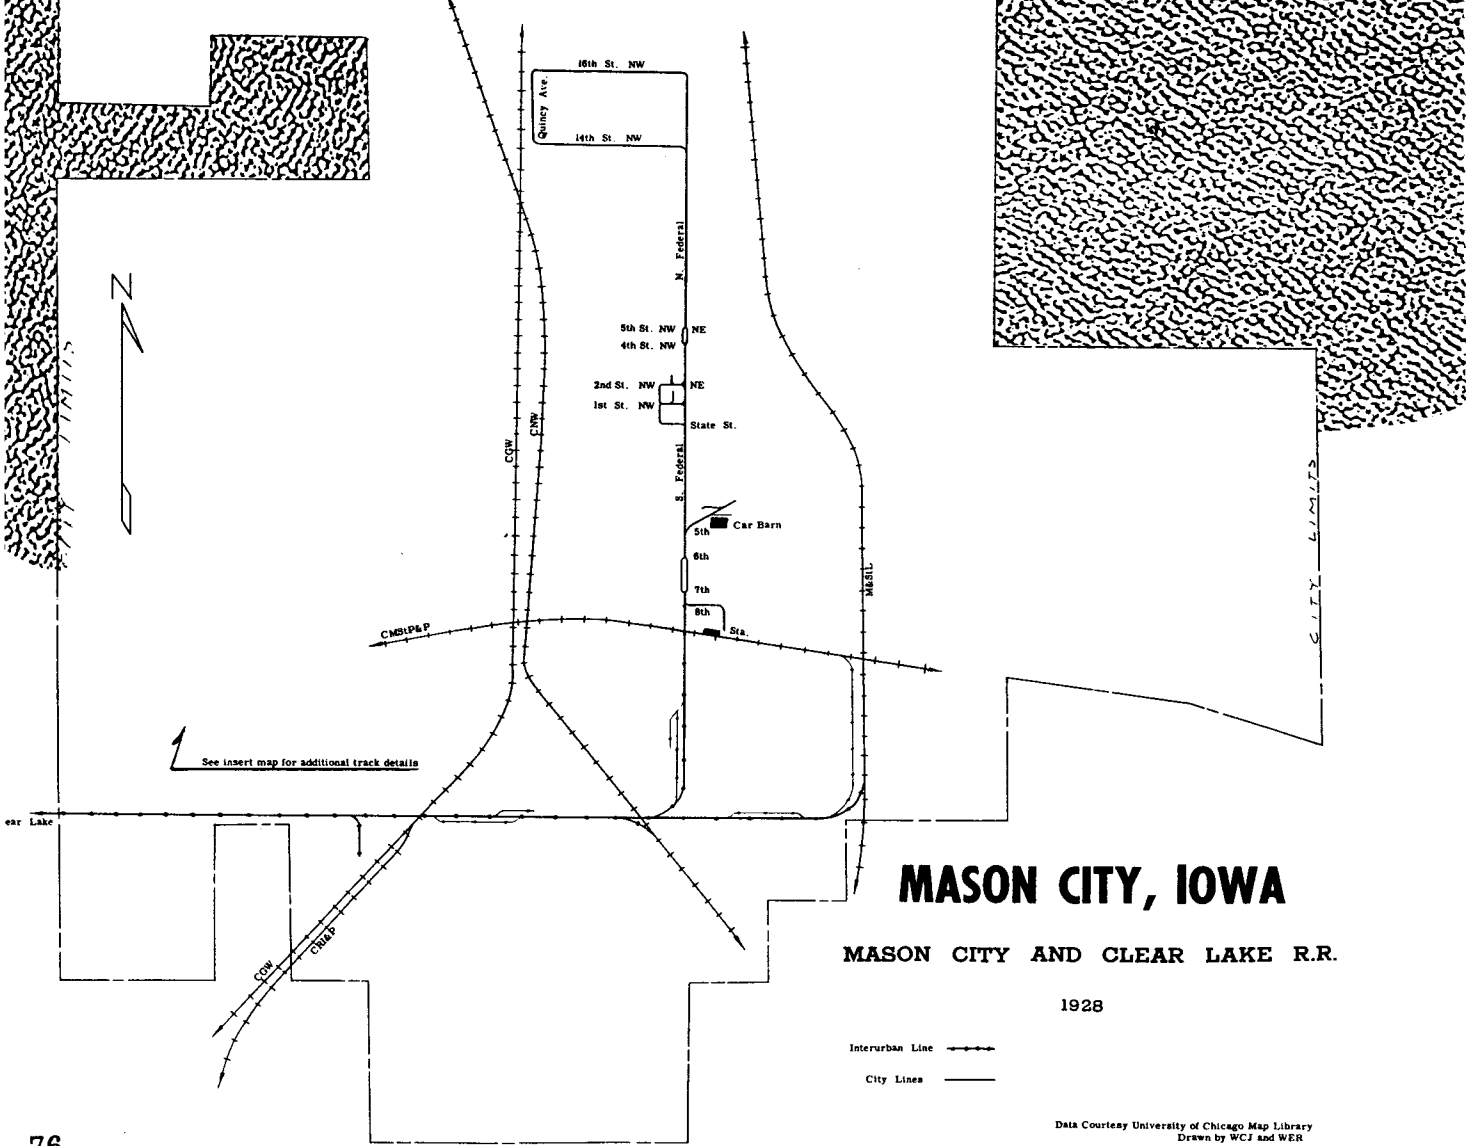 16th St. NW
Quincy Ave.
14th St. NW
N. Federal
N
5th St. NW NE
4th St. NW
2nd St. NW NE
1st St. NW
State St.
CGW
CNW
S. Federal
5th
Car Barn
6th
7th
8th
Sta.
CMStP&P
M&StL
CITY LIMITS
CITY LIMITS
See insert map for additional track details
ear Lake
CGW
CRI&P
MASON CITY, IOWA
MASON CITY AND CLEAR LAKE R.R.
1928
Interurban Line
City Lines
Data Courtesy University of Chicago Map Library
Drawn by WCJ and WER
76